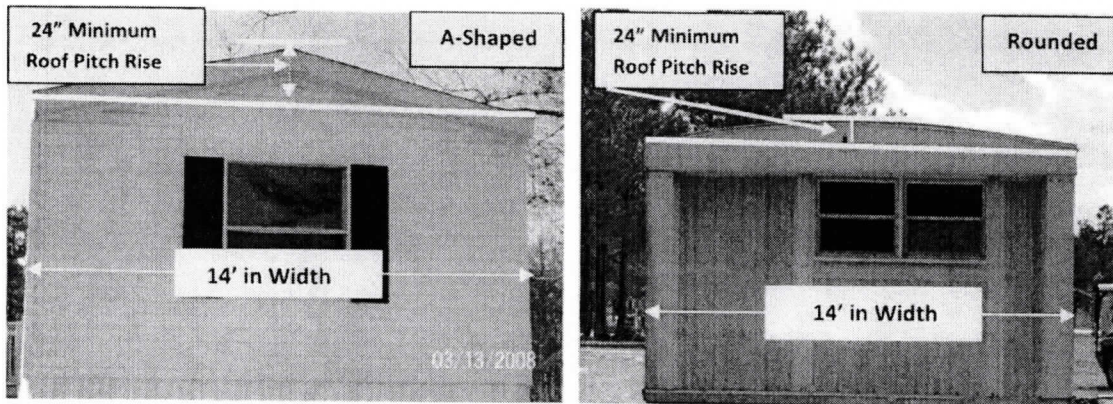 24” Minimum
Roof Pitch Rise
A-Shaped
14’ in Width
03/13/2008
24” Minimum
Roof Pitch Rise
Rounded
14’ in Width